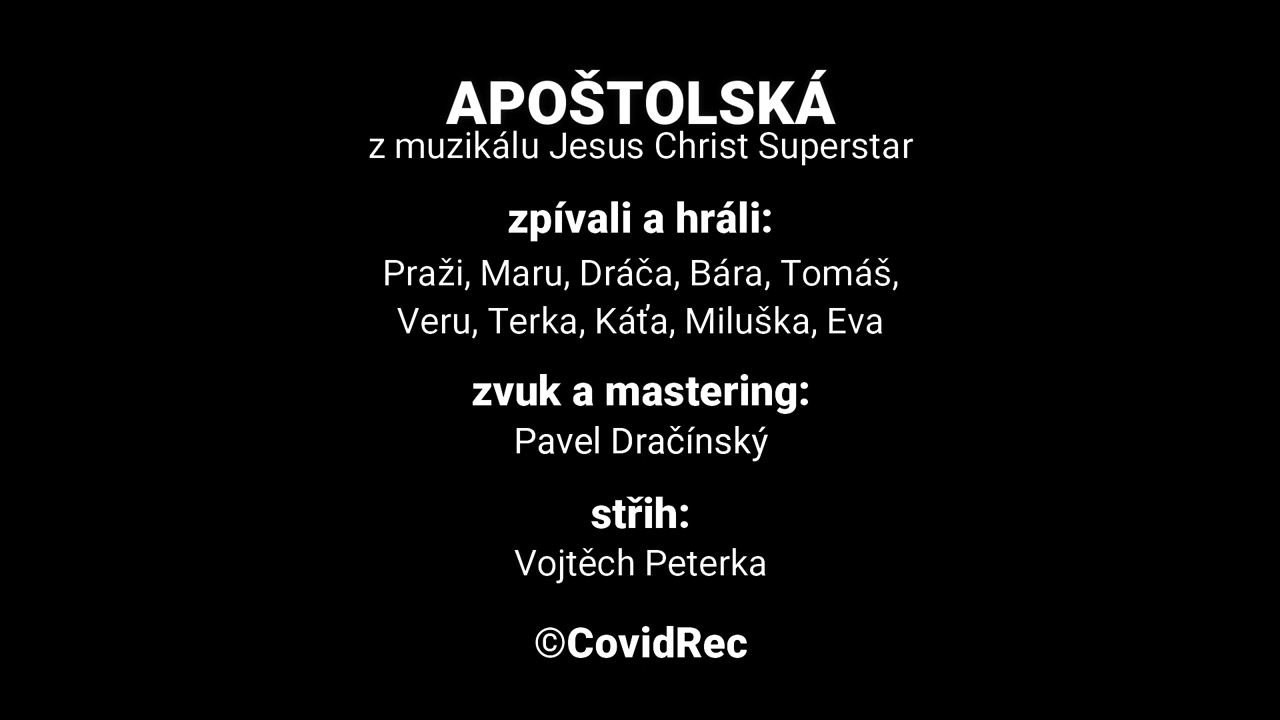 APOŠTOLSKÁ
z muzikálu Jesus Christ Superstar
zpívali a hráli:
Praži, Maru, Dráča, Bára, Tomáš,
Veru, Terka, Káťa, Miluška, Eva
zvuk a mastering:
Pavel Dračínský
střih:
Vojtěch Peterka
©CovidRec